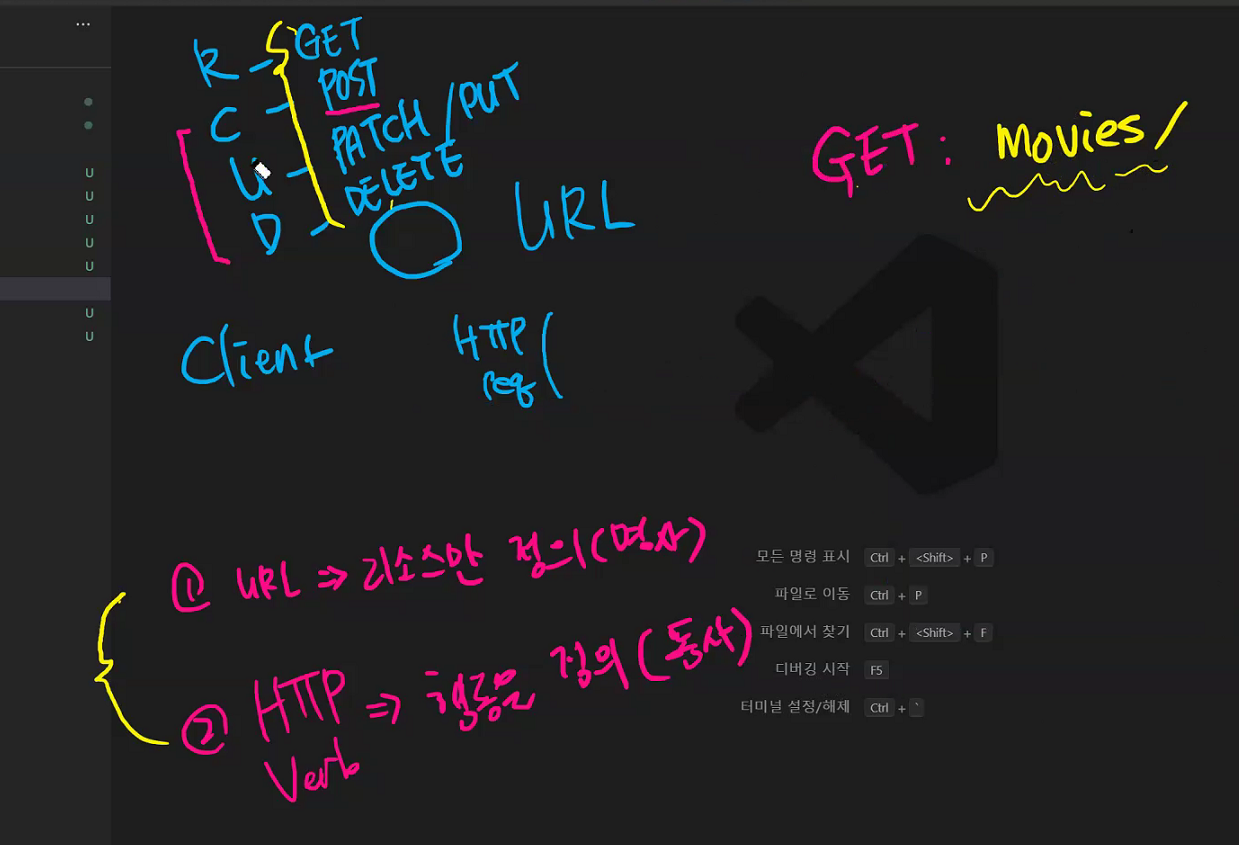 ...
R - GET
C - POST
U - PATCH/PUT
D - DELETE
URL
GET: movies/
U
U
U
U
U
U
U
Client
HTTP
req (
① URL ⇒ 리소스만 정의(명사)
② HTTP ⇒ 행동을 정의(동사)
Verb
모든 명령 표시 Ctrl + <Shift> + P
파일로 이동 Ctrl + P
파일에서 찾기 Ctrl + <Shift> + F
디버깅 시작 F5
터미널 설정/해제 Ctrl + `